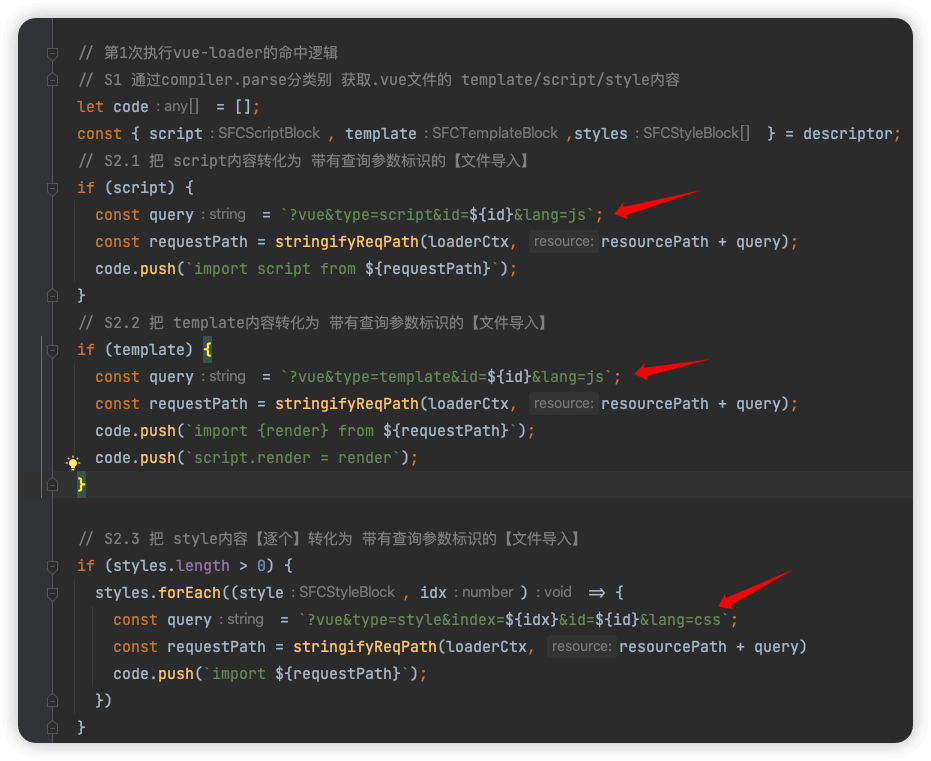 // 第1次执行vue-loader的命中逻辑
// S1 通过compiler.parse分类别 获取.vue文件的 template/script/style内容
let code : any[] = [];
const { script : SFCScriptBlock , template : SFCTemplateBlock ,styles : SFCStyleBlock[] } = descriptor;
// S2.1 把 script内容转化为 带有查询参数标识的【文件导入】
if (script) {
const query : string = `?vue&type=script&id=${id}&lang=js`;
const requestPath = stringifyReqPath(loaderCtx, resource: resourcePath + query);
code.push(`import script from ${requestPath}`);
}
// S2.2 把 template内容转化为 带有查询参数标识的【文件导入】
if (template) {
const query : string = `?vue&type=template&id=${id}&lang=js`;
const requestPath = stringifyReqPath(loaderCtx, resource: resourcePath + query);
code.push(`import {render} from ${requestPath}`);
code.push(`script.render = render`);
}
// S2.3 把 style内容【逐个】转化为 带有查询参数标识的【文件导入】
if (styles.length > 0) {
styles.forEach((style : SFCStyleBlock , idx : number ) : void => {
const query : string = `?vue&type=style&index=${idx}&id=${id}&lang=css`;
const requestPath = stringifyReqPath(loaderCtx, resource: resourcePath + query)
code.push(`import ${requestPath}`);
})
}